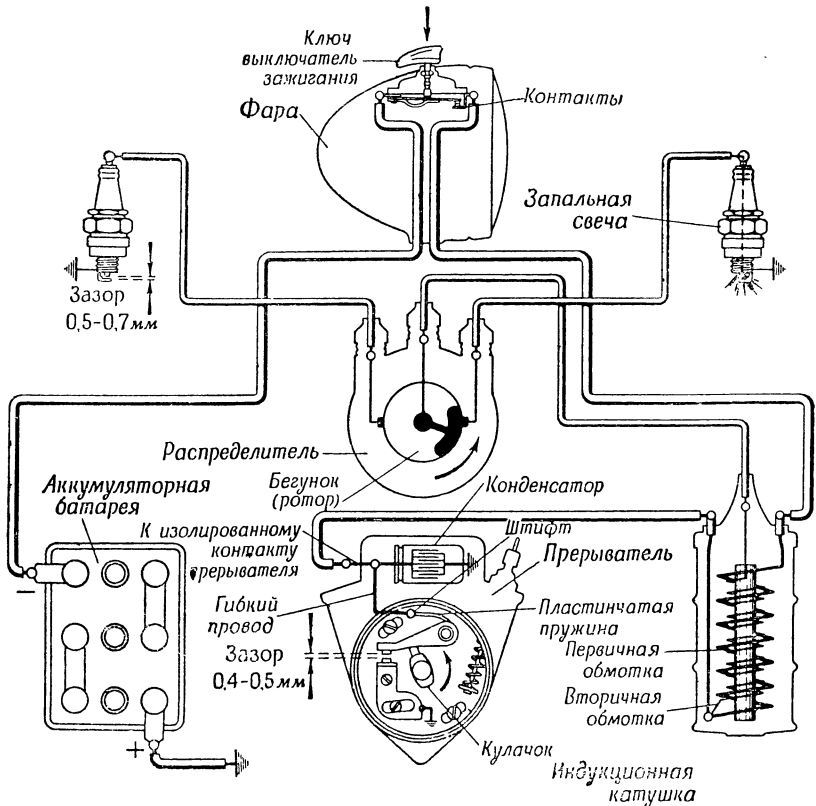 Ключ
выключатель
зажигания
Фара
Контакты
Запальная
свеча
Зазор
0,5-0,7мм
Распределитель
Бегунок
(ротор)
Аккумуляторная
батарея
Конденсатор
Штифт
К изолированному
контакту
прерывателя
Прерыватель
Гибкий
провод
Пластинчатая
пружина
Зазор
0,4-0,5мм
Первичная
обмотка
Вторичная
обмотка
Кулачок
Индукционная
катушка
−
+